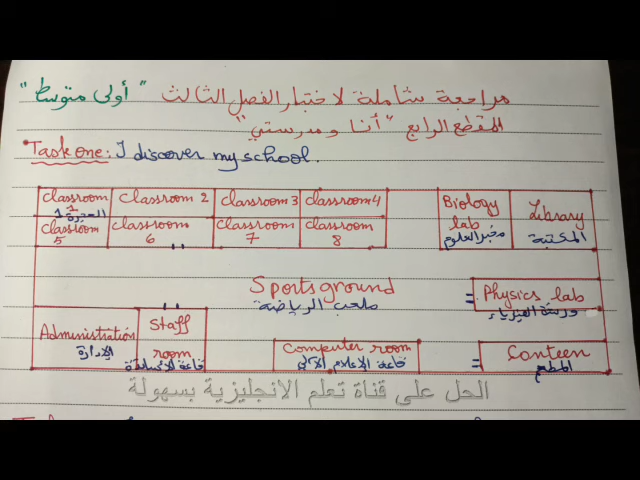 مراجعة شاملة لاختبار الفصل الثالث "أولى متوسط"
المقطع الرابع "أنا و مدرستي"
Task one: I discover my school.
Classroom 1 Classroom 2 Classroom 3 Classroom 4 Biology lab Library
الحجرة 1 مخبر العلوم المكتبة
Classroom 5 Classroom 6 Classroom 7 Classroom 8
Sports ground
ملعب الرياضة
= Physics lab
ورشة الفيزياء
Administration
الإدارة
Staff room
قاعة الأساتذة
Computer room
قاعة الإعلام الآلي
= Canteen
المطعم
الحل على قناة تعلم الانجليزية بسهولة